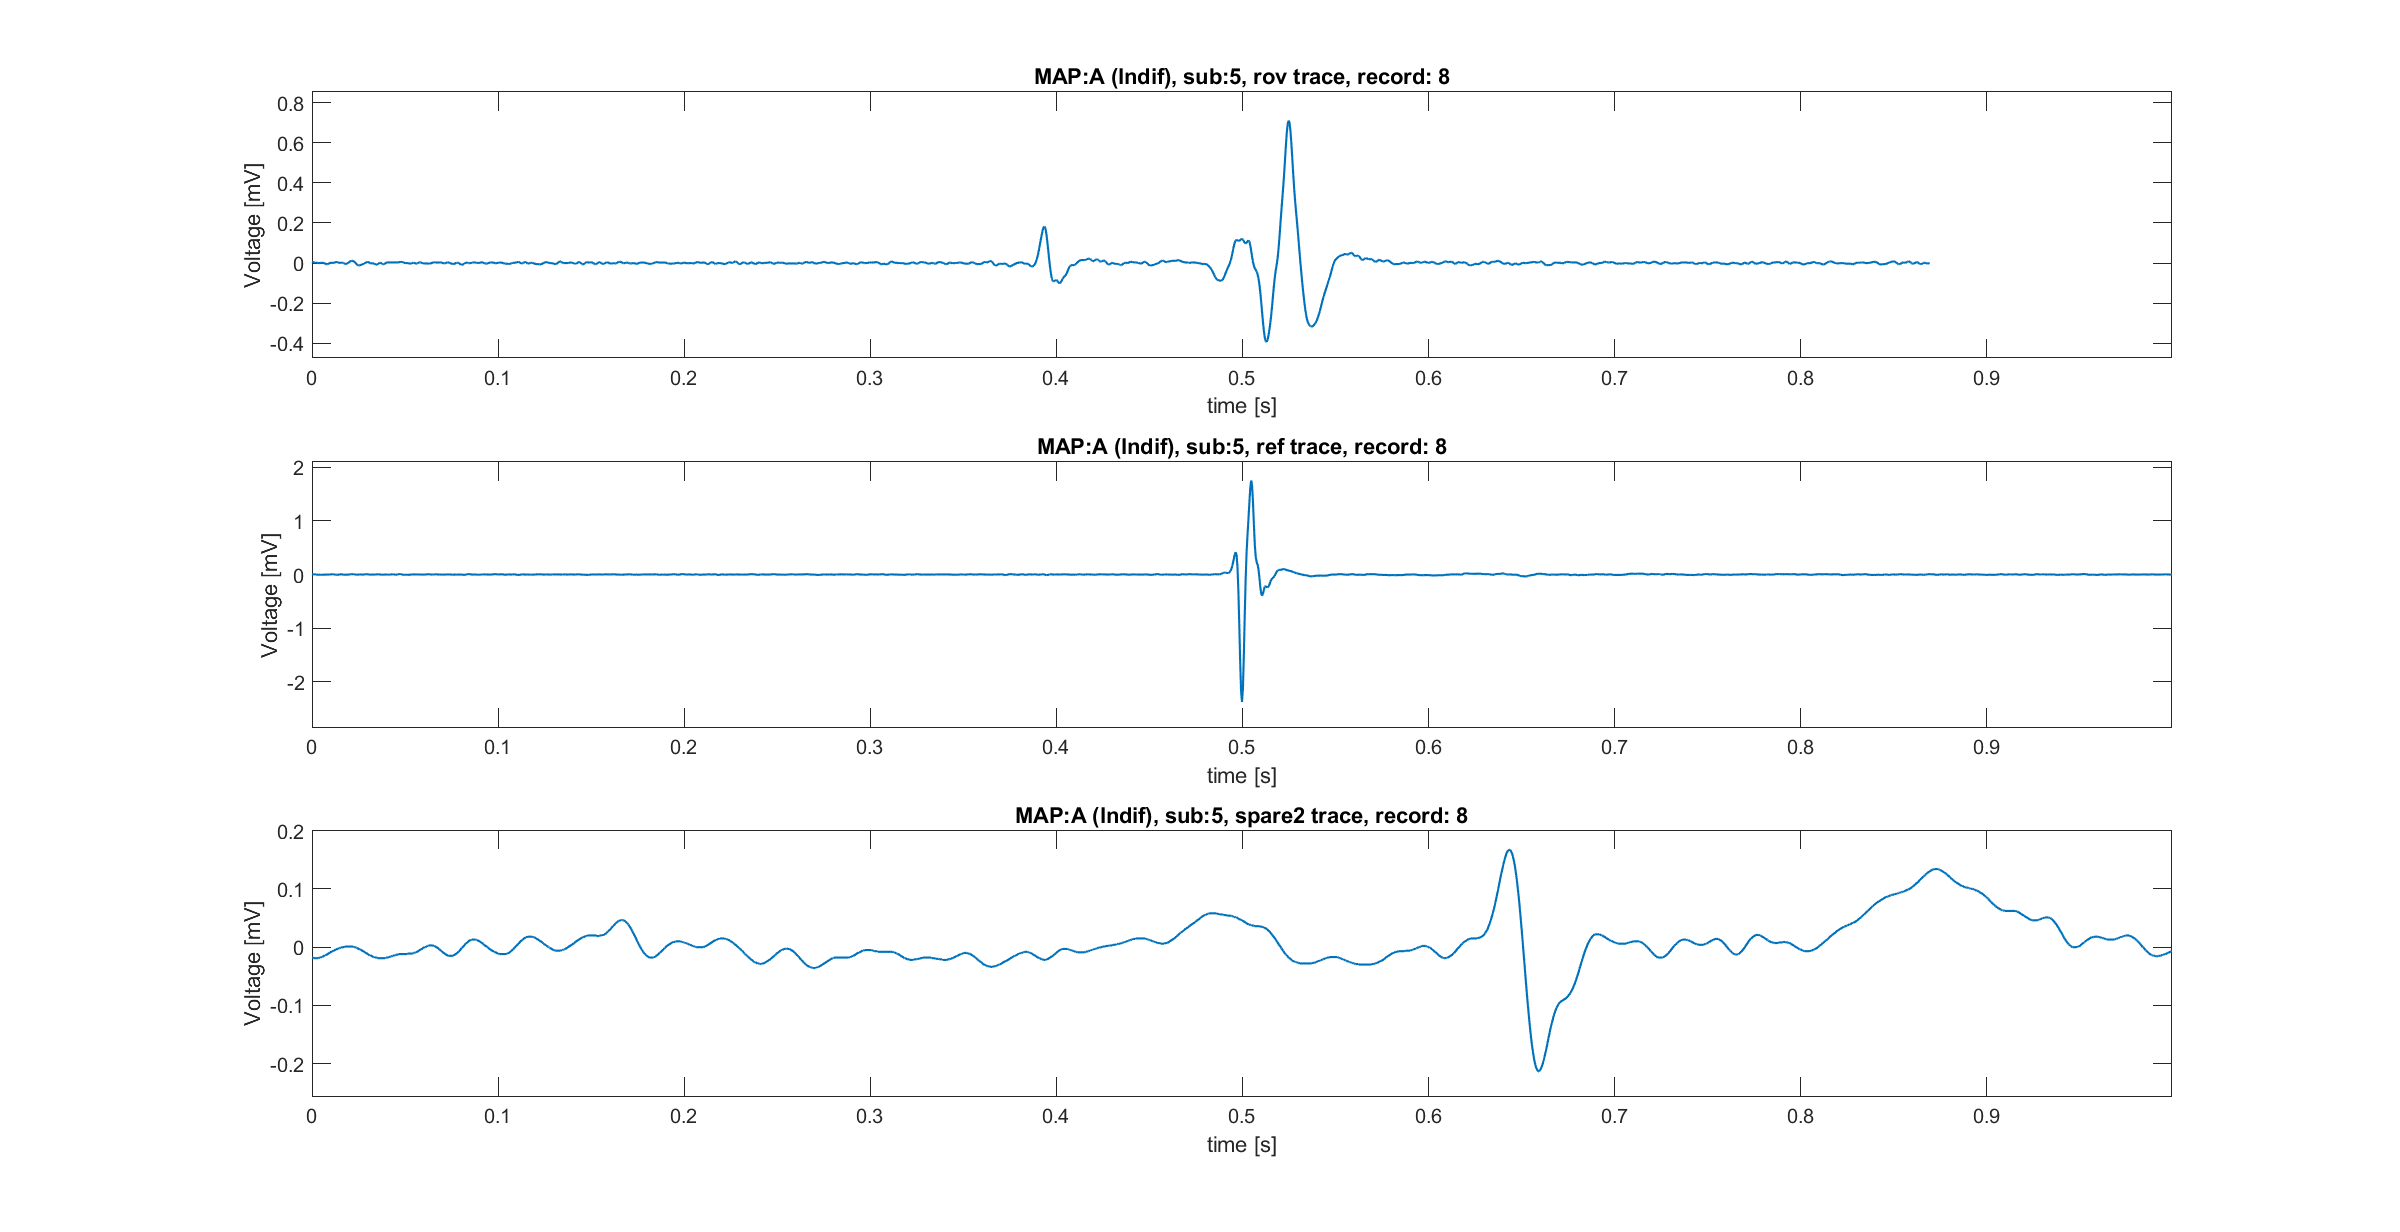 MAP:A (Indif), sub:5, rov trace, record: 8
Voltage [mV]
0.8
0.6
0.4
0.2
0
-0.2
-0.4
0 0.1 0.2 0.3 0.4 0.5 0.6 0.7 0.8 0.9
time [s]
MAP:A (Indif), sub:5, ref trace, record: 8
Voltage [mV]
2
1
0
-1
-2
0 0.1 0.2 0.3 0.4 0.5 0.6 0.7 0.8 0.9
time [s]
MAP:A (Indif), sub:5, spare2 trace, record: 8
Voltage [mV]
0.2
0.1
0
-0.1
-0.2
0 0.1 0.2 0.3 0.4 0.5 0.6 0.7 0.8 0.9
time [s]